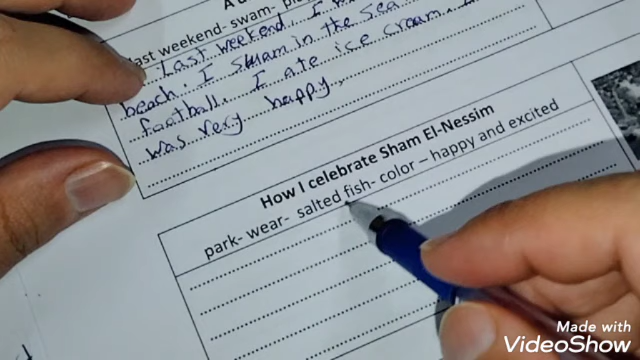 last weekend- swam-
Last weekend. I
beach. I swam in the sea
football. I ate ice cream.
was very happy.
How I celebrate Sham El-Nessim
park- wear- salted fish- color – happy and excited
Made with
VideoShow